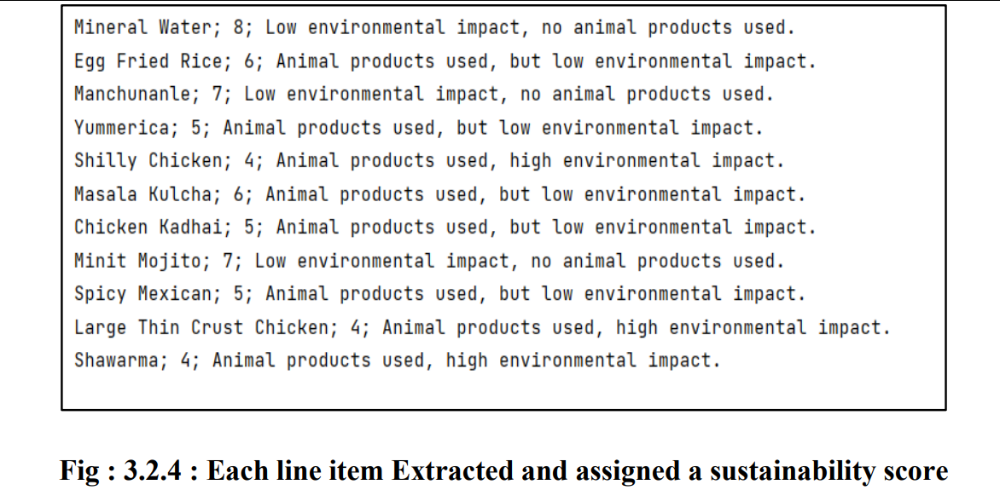 Mineral Water; 8; Low environmental impact, no animal products used.
Egg Fried Rice; 6; Animal products used, but low environmental impact.
Manchunanle; 7; Low environmental impact, no animal products used.
Yummerica; 5; Animal products used, but low environmental impact.
Shilly Chicken; 4; Animal products used, high environmental impact.
Masala Kulcha; 6; Animal products used, but low environmental impact.
Chicken Kadhai; 5; Animal products used, but low environmental impact.
Minit Mojito; 7; Low environmental impact, no animal products used.
Spicy Mexican; 5; Animal products used, but low environmental impact.
Large Thin Crust Chicken; 4; Animal products used, high environmental impact.
Shawarma; 4; Animal products used, high environmental impact.
Fig : 3.2.4 : Each line item Extracted and assigned a sustainability score